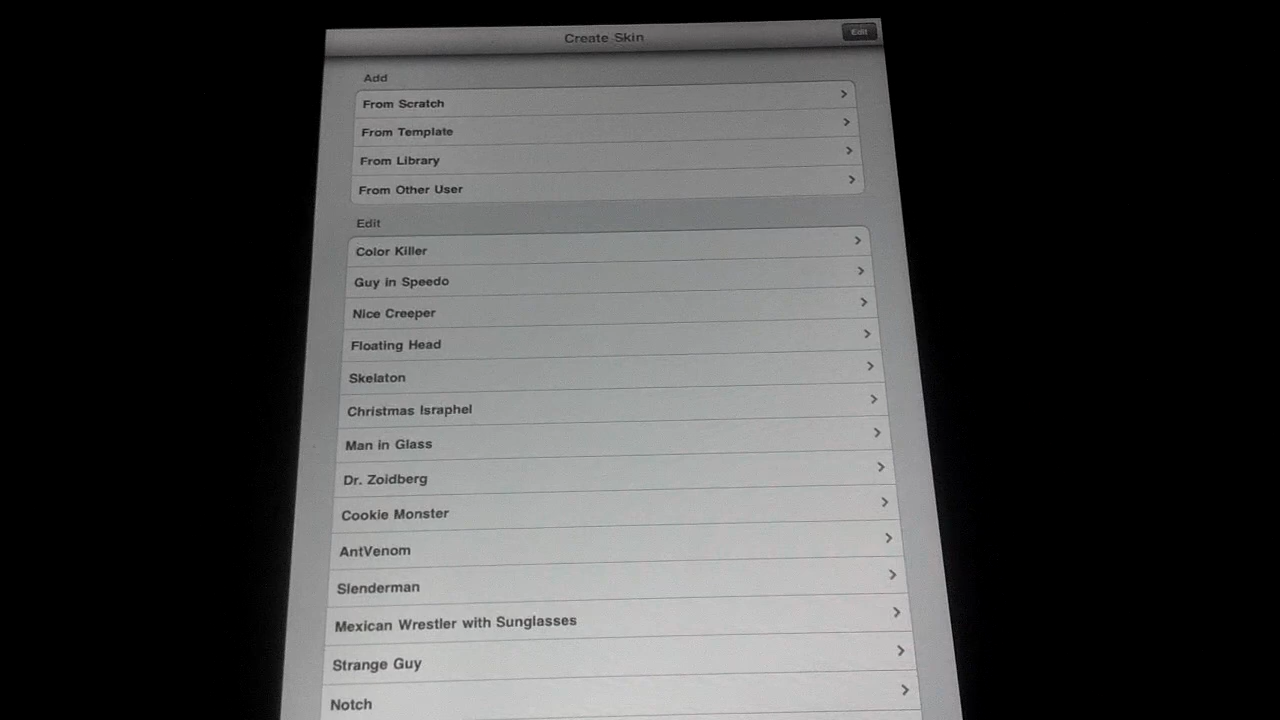 Create Skin
Edit
Add
From Scratch
From Template
From Library
From Other User
Edit
Color Killer
Guy in Speedo
Nice Creeper
Floating Head
Skelaton
Christmas Israphel
Man in Glass
Dr. Zoidberg
Cookie Monster
AntVenom
Slenderman
Mexican Wrestler with Sunglasses
Strange Guy
Notch